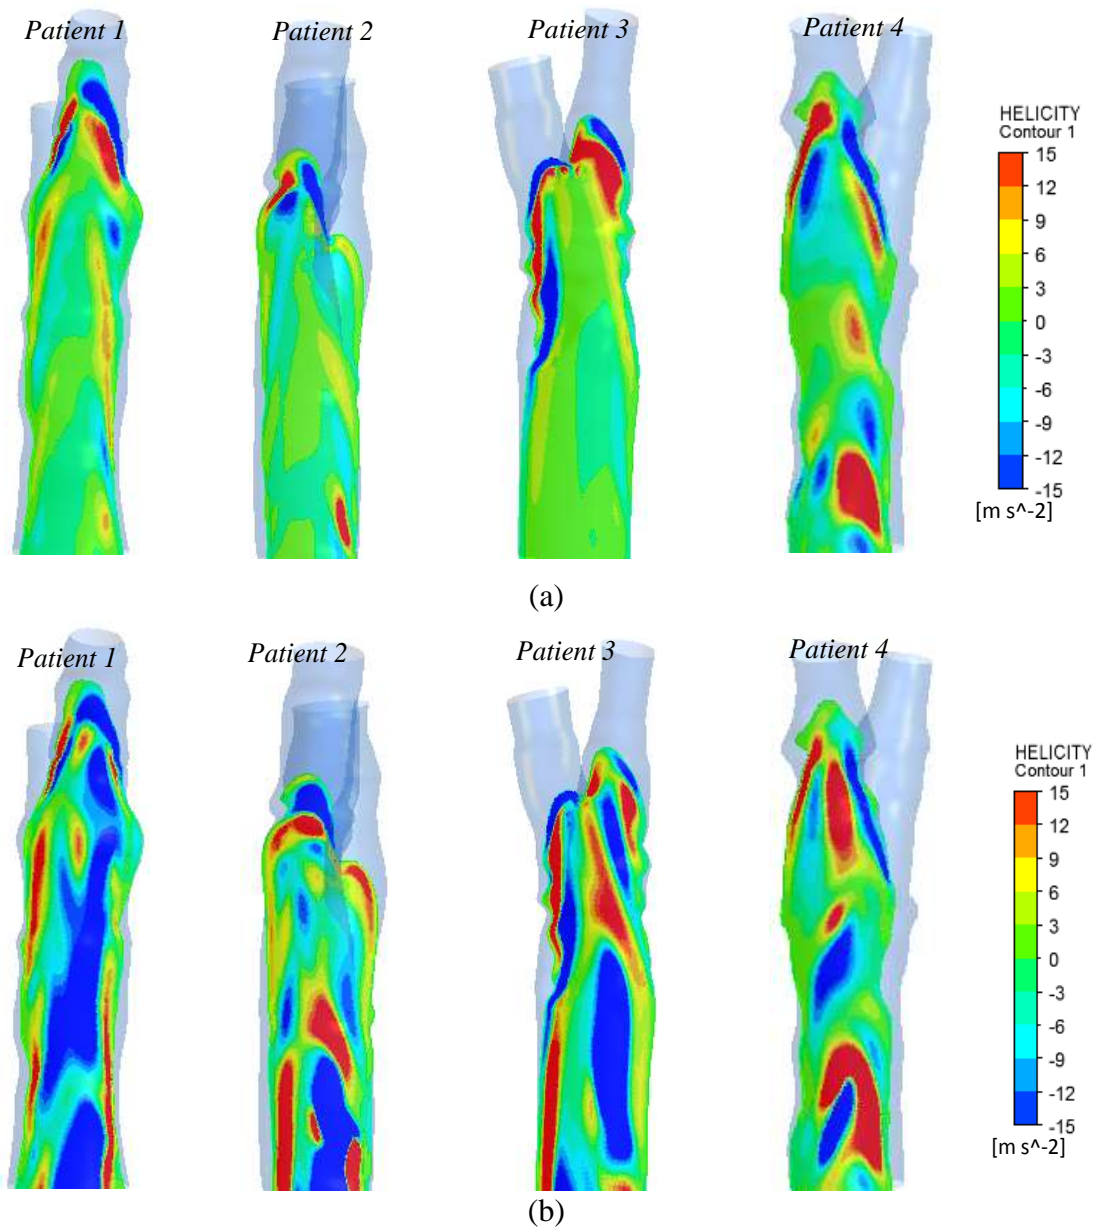 Patient 1
Patient 2
Patient 3
Patient 4
HELICITY
Contour 1
15
12
9
6
3
0
-3
-6
-9
-12
-15
[m s^-2]
(a)
Patient 1
Patient 2
Patient 3
Patient 4
HELICITY
Contour 1
15
12
9
6
3
0
-3
-6
-9
-12
-15
[m s^-2]
(b)